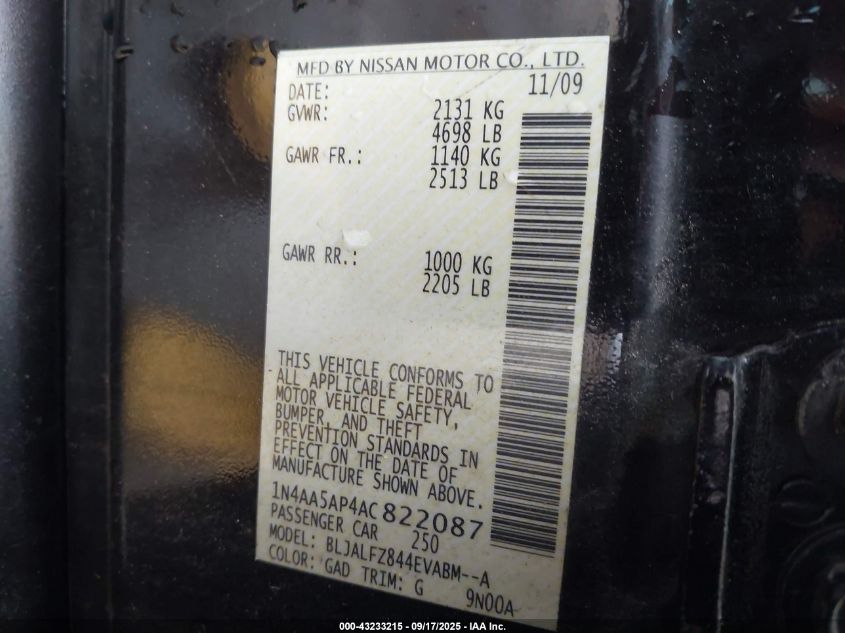 MFD BY NISSAN MOTOR CO., LTD.
DATE: 11/09
GVWR: 2131 KG
4698 LB
GAWR FR.: 1140 KG
2513 LB
GAWR RR.: 1000 KG
2205 LB
THIS VEHICLE CONFORMS TO
ALL APPLICABLE FEDERAL
MOTOR VEHICLE SAFETY,
BUMPER, AND THEFT
PREVENTION STANDARDS IN
EFFECT ON THE DATE OF
MANUFACTURE SHOWN ABOVE.
1N4AA5AP4AC822087
PASSENGER CAR 250
MODEL: BLJALFZ844EVABM--A
COLOR: GAD TRIM: G 9N00A
000-43233215 - 09/17/2025 - IAA Inc.